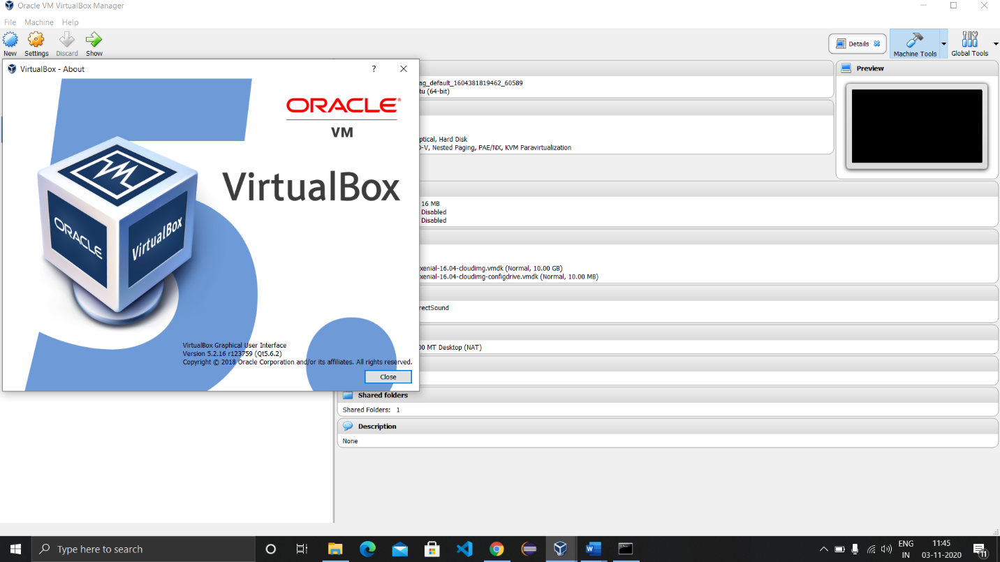 Oracle VM VirtualBox Manager
File Machine Help
New Settings Discard Show
Details Machine Tools Global Tools
VirtualBox - About ?
ORACLE
VM
VirtualBox
ORACLE VirtualBox
VirtualBox Graphical User Interface
Version 5.2.16 r123759 (Qt5.6.2)
Copyright © 2018 Oracle Corporation and/or its affiliates. All rights reserved.
Close
ag_default_1604381819462_60589
tu (64-bit)
ptical, Hard Disk
D-V, Nested Paging, PAE/NX, KVM Paravirtualization
Preview
16 MB
Disabled
Disabled
xenial-16.04-cloudimg.vmdk (Normal, 10.00 GB)
xenial-16.04-cloudimg-configdrive.vmdk (Normal, 10.00 MB)
rectSound
00 MT Desktop (NAT)
Shared folders
Shared Folders: 1
Description
None
Type here to search
ENG
IN
11:45
03-11-2020
11